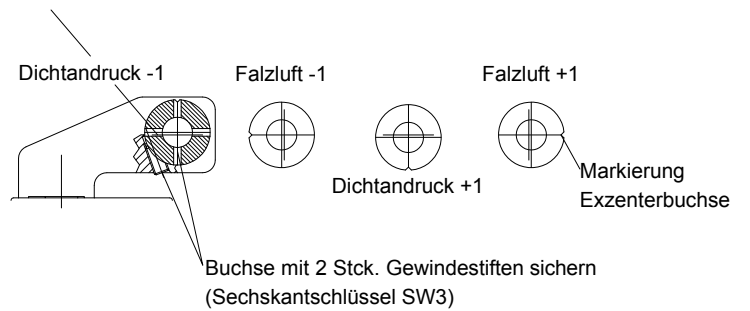 Dichtandruck -1
Falzluft -1
Falzluft +1
Dichtandruck +1
Markierung
Exzenterbuchse
Buchse mit 2 Stck. Gewindestiften sichern
(Sechskantschlüssel SW3)